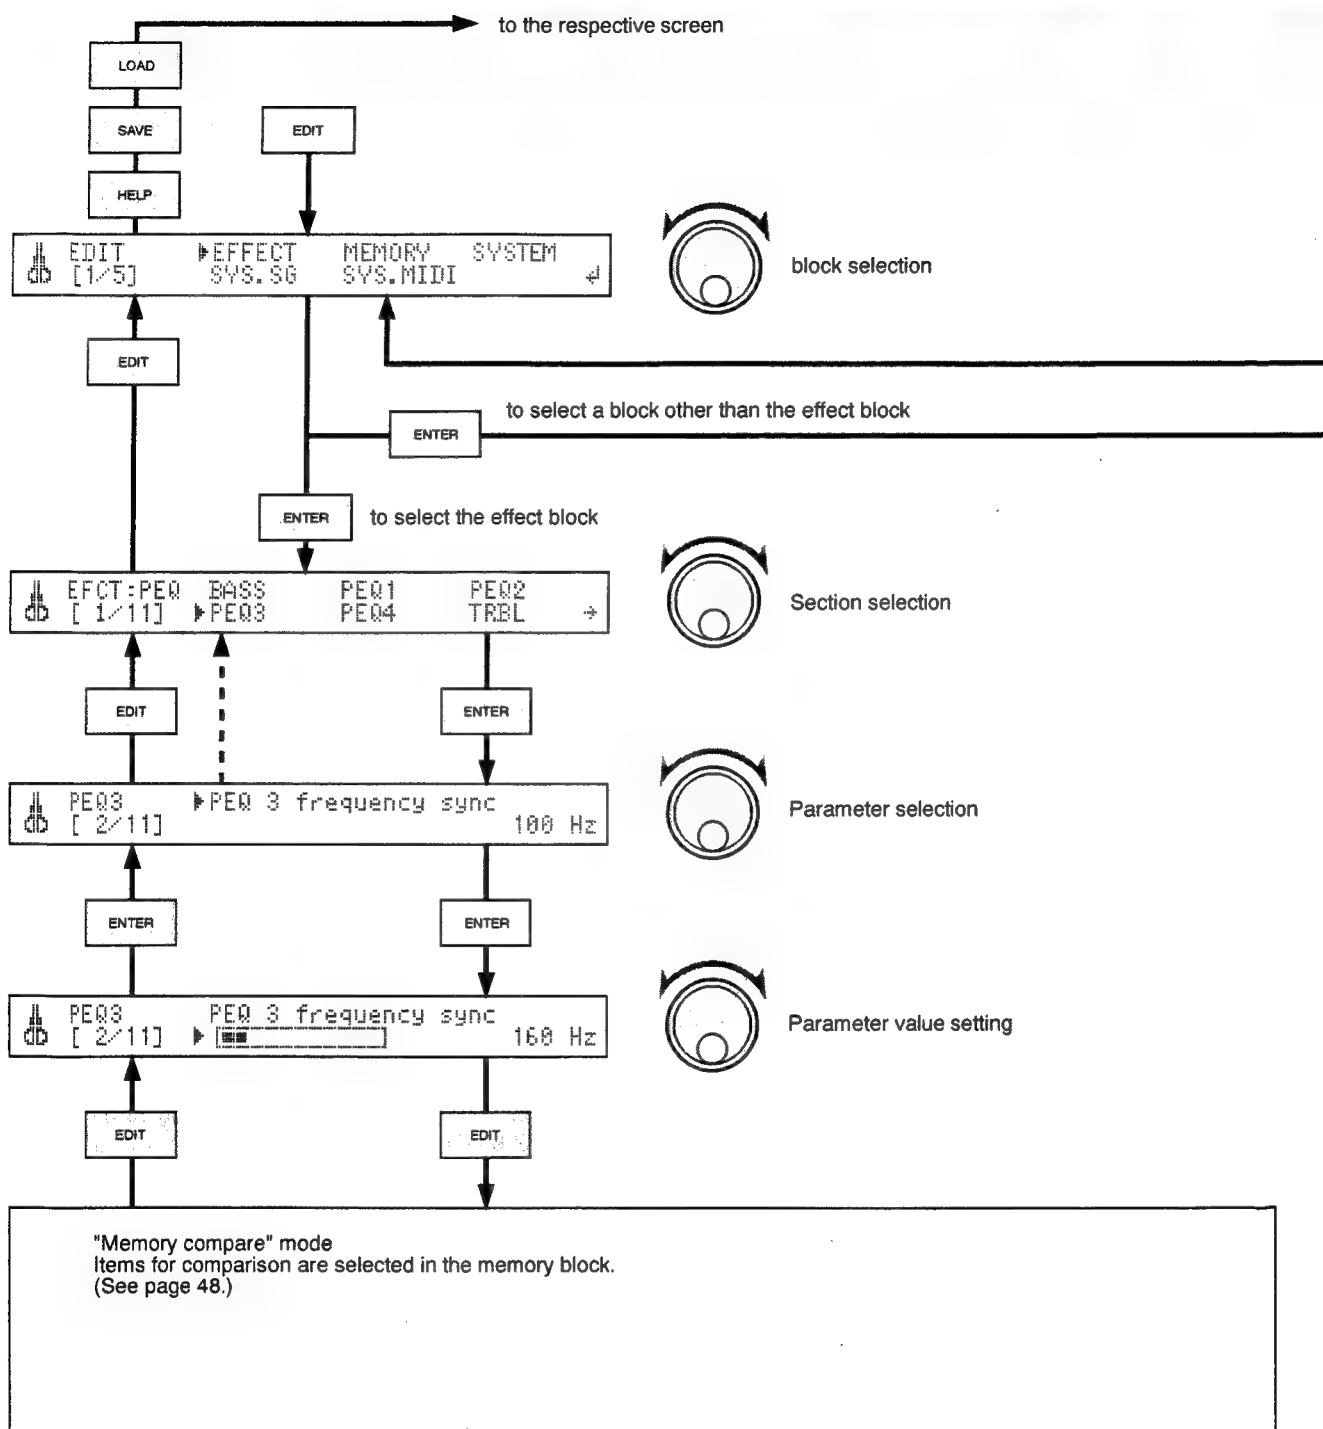 to the respective screen
LOAD
SAVE
EDIT
HELP
EDIT ▶EFFECT MEMORY SYSTEM
[1/5] SYS.SG SYS.MIDI ↵
block selection
EDIT
to select a block other than the effect block
ENTER
ENTER to select the effect block
EFCT:PEQ BASS PEQ1 PEQ2
[ 1/11] ▶PEQ3 PEQ4 TRBL →
Section selection
EDIT
ENTER
PEQ3 ▶PEQ 3 frequency sync
[ 2/11] 100 Hz
Parameter selection
ENTER
ENTER
PEQ3 PEQ 3 frequency sync
[ 2/11] ▶ 160 Hz
Parameter value setting
EDIT
EDIT
"Memory compare" mode
Items for comparison are selected in the memory block.
(See page 48.)